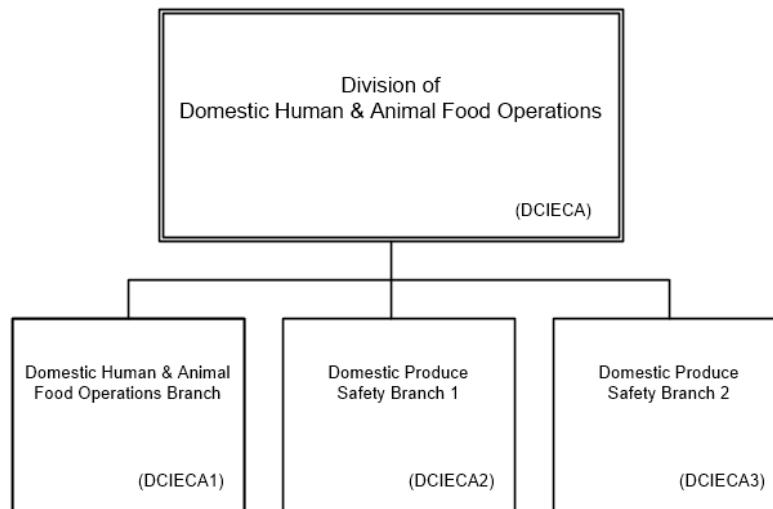 Division of
Domestic Human & Animal Food Operations
(DCIECA)
Domestic Human & Animal
Food Operations Branch
(DCIECA1)
Domestic Produce
Safety Branch 1
(DCIECA2)
Domestic Produce
Safety Branch 2
(DCIECA3)